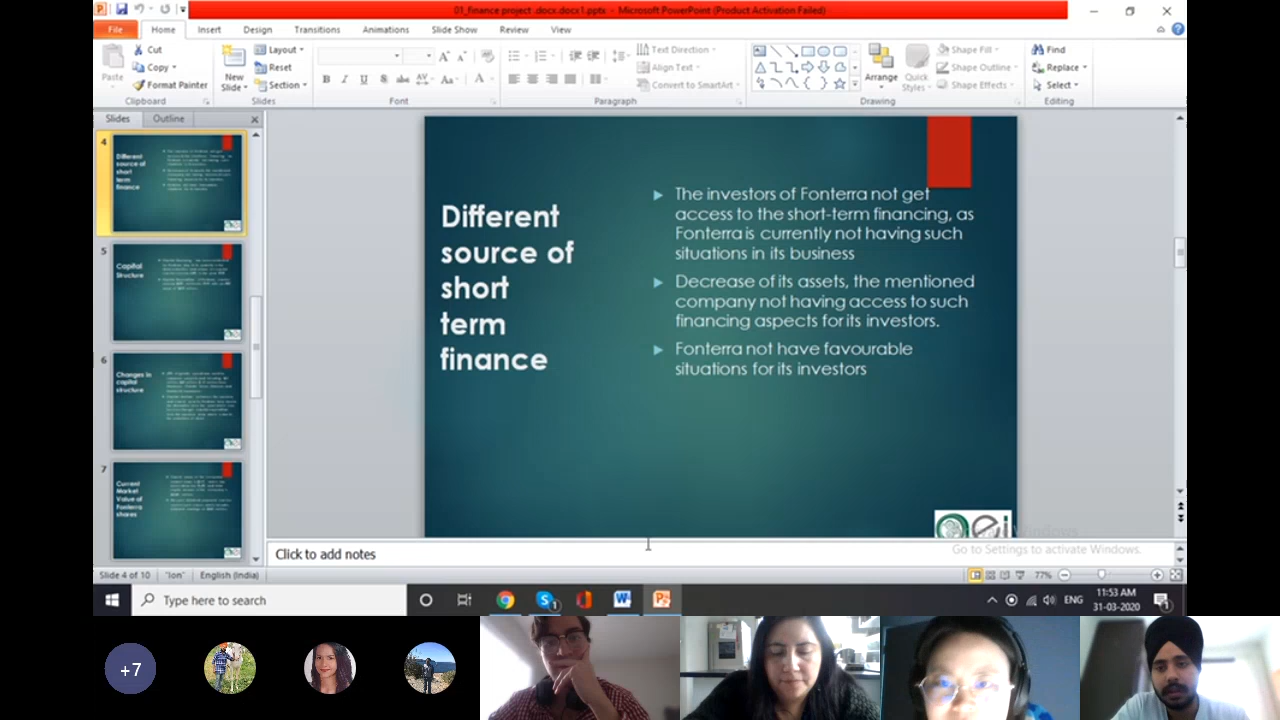 01_Finance project .docx.docx1.pptx - Microsoft PowerPoint (Product Activation Failed)
File Home Insert Design Transitions Animations Slide Show Review View
Paste
Cut
Copy
Format Painter
Clipboard
New Slide
Layout
Reset
Section
Slides
Font
Text Direction
Align Text
Convert to SmartArt
Paragraph
Arrange
Quick Styles
Shape Fill
Shape Outline
Shape Effects
Drawing
Find
Replace
Select
Editing
Slides Outline
4
Different
source of
short
term
finance
5
Capital
Structure
6
Changes in
capital
structure
7
Current
Market
Value of
Fonterra
shares
Different
source of
short
term
finance
The investors of Fonterra not get
access to the short-term financing, as
Fonterra is currently not having such
situations in its business
Decrease of its assets, the mentioned
company not having access to such
financing aspects for its investors.
Fonterra not have favourable
situations for its investors
ei
Windows
Go to Settings to activate Windows.
Click to add notes
Slide 4 of 10 "Ion" English (India) 77%
Type here to search
ENG
11:53 AM
31-03-2020
+7